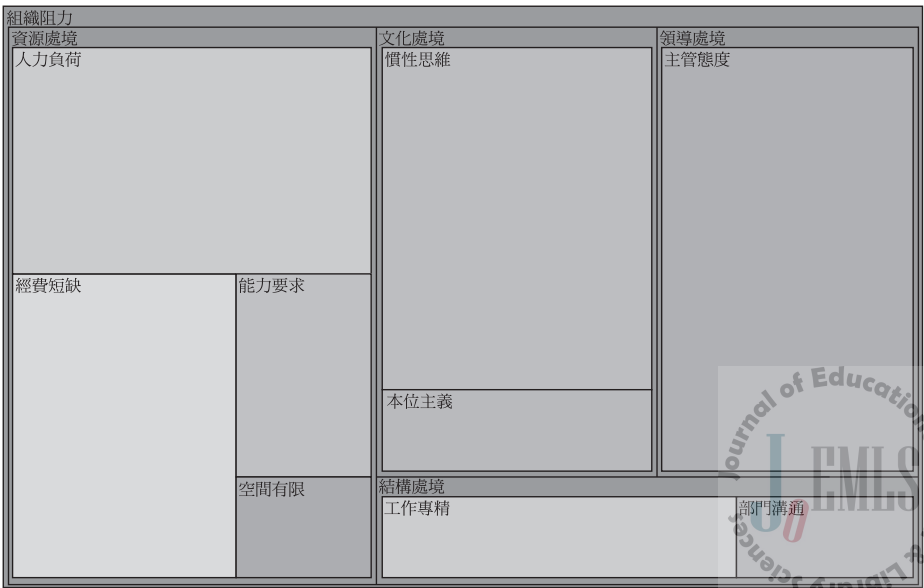 組織阻力
資源處境
人力負荷
經費短缺
能力要求
空間有限
文化處境
慣性思維
本位主義
領導處境
主管態度
結構處境
工作專精
部門溝通
Journal of Education
JoEMLS
& Library Sciences